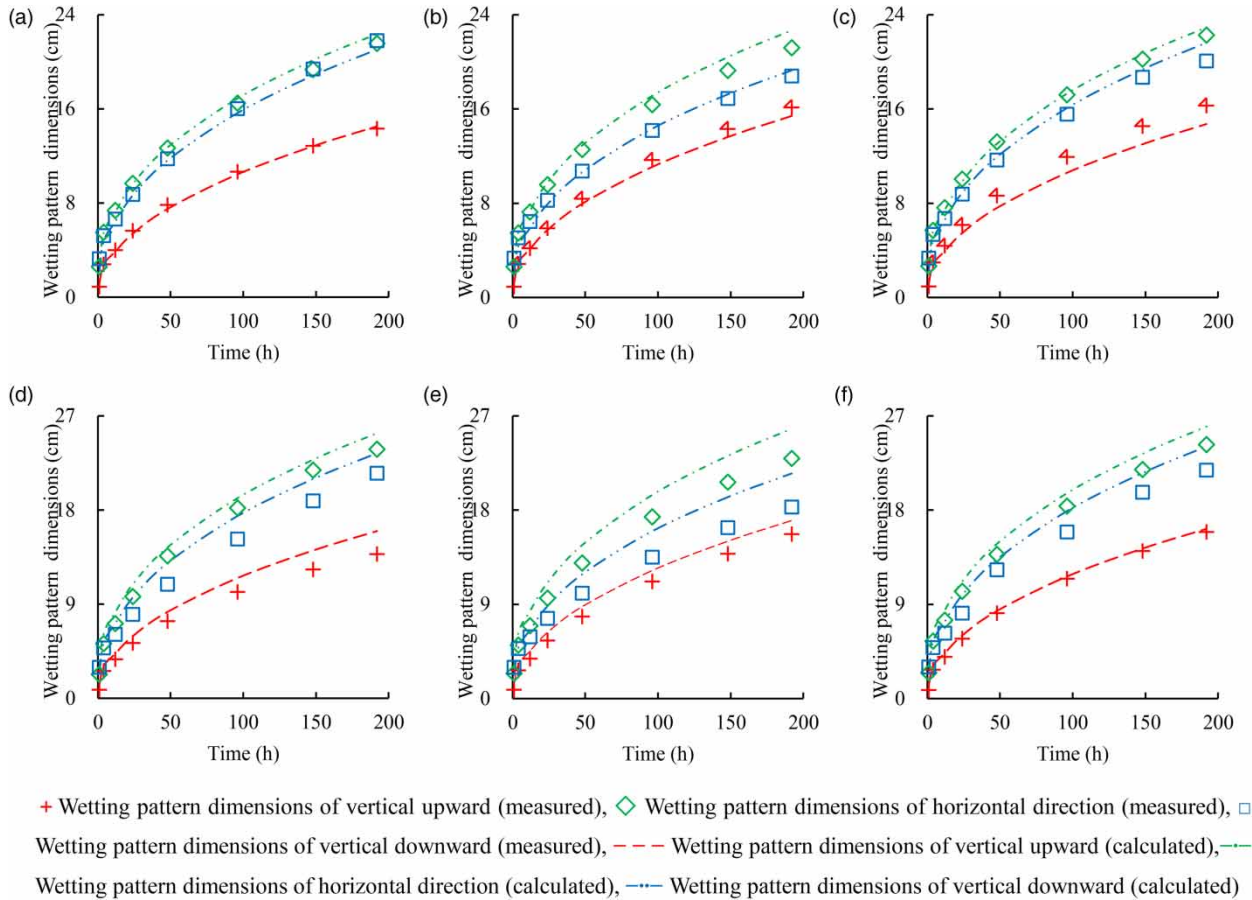 (a) (b) (c)
Wetting pattern dimensions (cm) Wetting pattern dimensions (cm) Wetting pattern dimensions (cm)
24 24 24
16 16 16
8 8 8
0 0 0
0 50 100 150 200 0 50 100 150 200 0 50 100 150 200
Time (h) Time (h) Time (h)
(d) (e) (f)
Wetting pattern dimensions (cm) Wetting pattern dimensions (cm) Wetting pattern dimensions (cm)
27 27 27
18 18 18
9 9 9
0 0 0
0 50 100 150 200 0 50 100 150 200 0 50 100 150 200
Time (h) Time (h) Time (h)
Wetting pattern dimensions of vertical upward (measured), Wetting pattern dimensions of horizontal direction (measured),
Wetting pattern dimensions of vertical downward (measured), Wetting pattern dimensions of vertical upward (calculated),
Wetting pattern dimensions of horizontal direction (calculated), Wetting pattern dimensions of vertical downward (calculated)